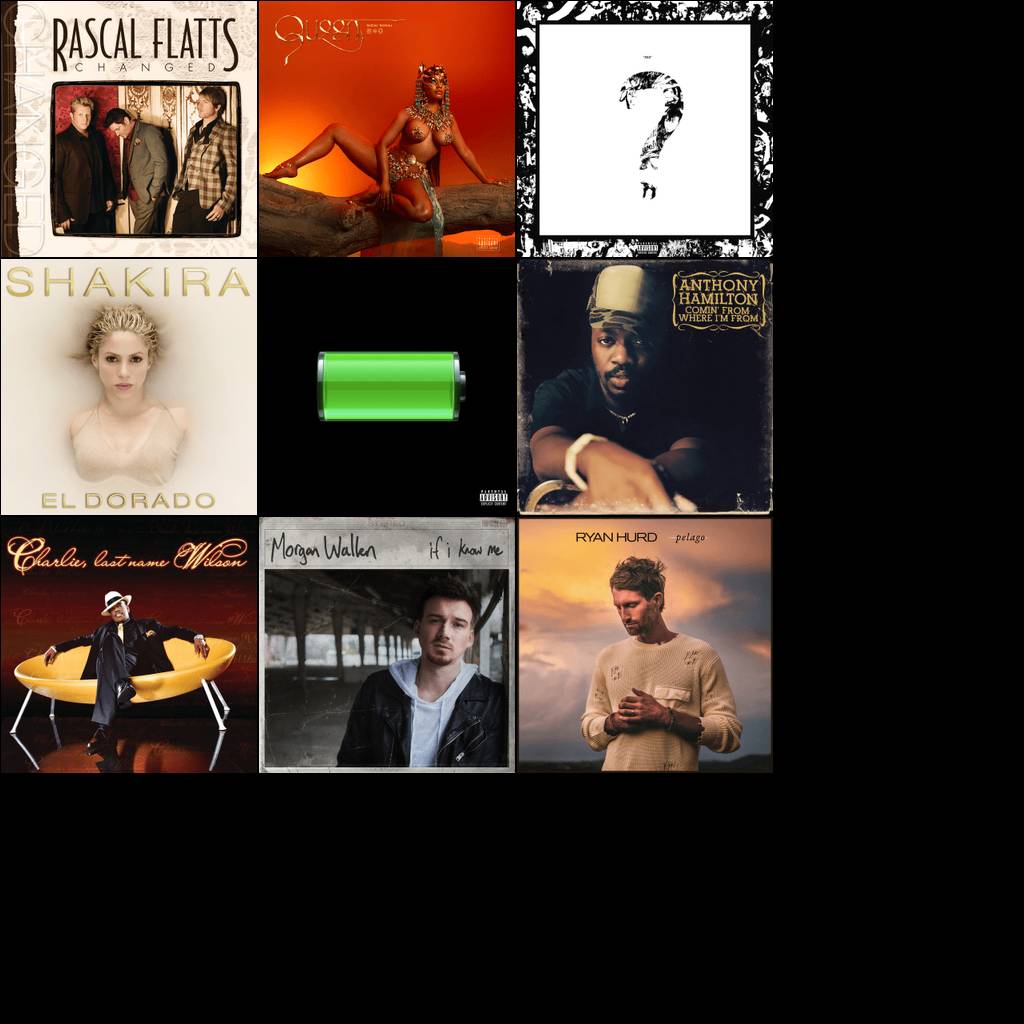 RASCAL FLATTS
CHANGED
CHANGED
Queen
NICKI MINAJ
?
PARENTAL
ADVISORY
EXPLICIT CONTENT
SHAKIRA
EL DORADO
ANTHONY
HAMILTON
COMIN' FROM
WHERE I'M FROM
Charlie, last name Wilson
Morgan Wallen
if i know me
RYAN HURD
pelago